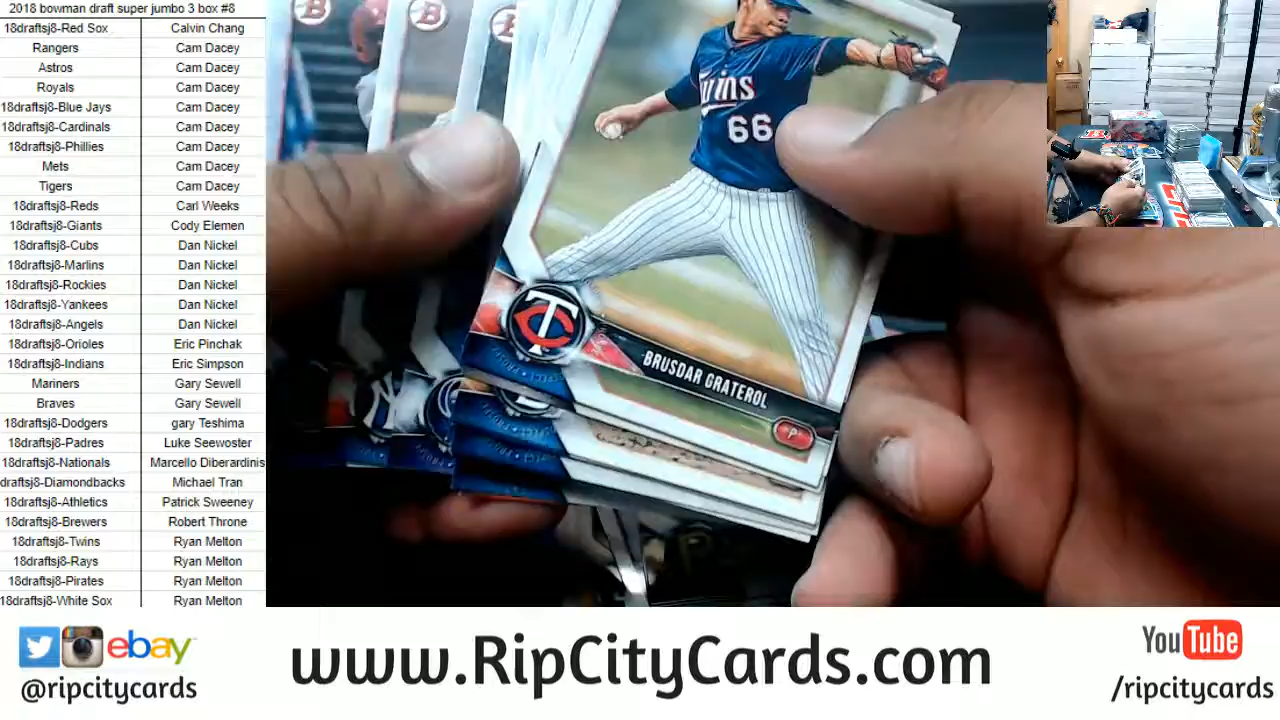 2018 bowman draft super jumbo 3 box #8
18draftsj8-Red Sox Calvin Chang
Rangers Cam Dacey
Astros Cam Dacey
Royals Cam Dacey
18draftsj8-Blue Jays Cam Dacey
18draftsj8-Cardinals Cam Dacey
18draftsj8-Phillies Cam Dacey
Mets Cam Dacey
Tigers Cam Dacey
18draftsj8-Reds Carl Weeks
18draftsj8-Giants Cody Elemen
18draftsj8-Cubs Dan Nickel
18draftsj8-Marlins Dan Nickel
18draftsj8-Rockies Dan Nickel
18draftsj8-Yankees Dan Nickel
18draftsj8-Angels Dan Nickel
18draftsj8-Orioles Eric Pinchak
18draftsj8-Indians Eric Simpson
Mariners Gary Sewell
Braves Gary Sewell
18draftsj8-Dodgers gary Teshima
18draftsj8-Padres Luke Seewoster
18draftsj8-Nationals Marcello Diberardinis
draftsj8-Diamondbacks Michael Tran
18draftsj8-Athletics Patrick Sweeney
18draftsj8-Brewers Robert Throne
18draftsj8-Twins Ryan Melton
18draftsj8-Rays Ryan Melton
18draftsj8-Pirates Ryan Melton
18draftsj8-White Sox Ryan Melton
B
B
B
66
TC
BRUSDAR GRATEROL
P
ebay
@ripcitycards
www.RipCityCards.com
YouTube
/ripcitycards